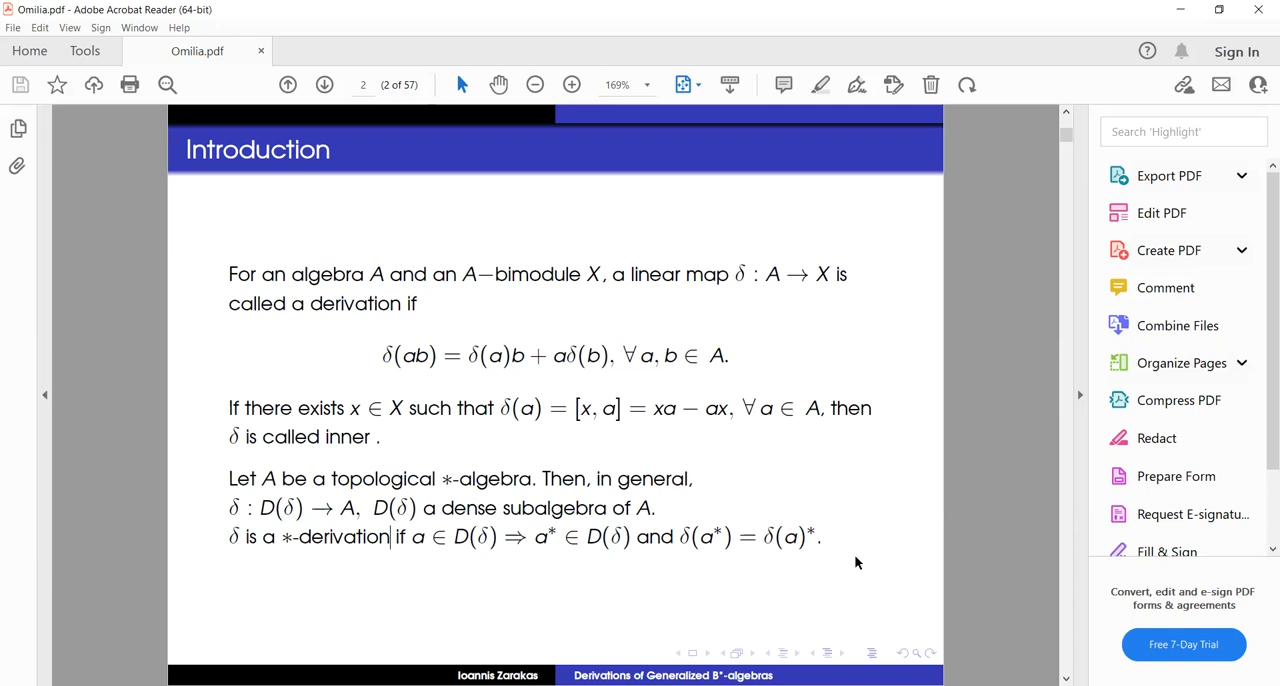 Omilia.pdf - Adobe Acrobat Reader (64-bit)
File Edit View Sign Window Help
Home Tools Omilia.pdf × Sign In
2 (2 of 57) 169%
Introduction
For an algebra A and an A−bimodule X, a linear map δ : A → X is
called a derivation if
δ(ab) = δ(a)b + aδ(b), ∀ a, b ∈ A.
If there exists x ∈ X such that δ(a) = [x, a] = xa − ax, ∀ a ∈ A, then
δ is called inner .
Let A be a topological ∗-algebra. Then, in general,
δ : D(δ) → A, D(δ) a dense subalgebra of A.
δ is a ∗-derivation if a ∈ D(δ) ⇒ a* ∈ D(δ) and δ(a*) = δ(a)*.
Ioannis Zarakas Derivations of Generalized B*-algebras
Search 'Highlight'
Export PDF
Edit PDF
Create PDF
Comment
Combine Files
Organize Pages
Compress PDF
Redact
Prepare Form
Request E-signatu...
Fill & Sign
Convert, edit and e-sign PDF
forms & agreements
Free 7-Day Trial